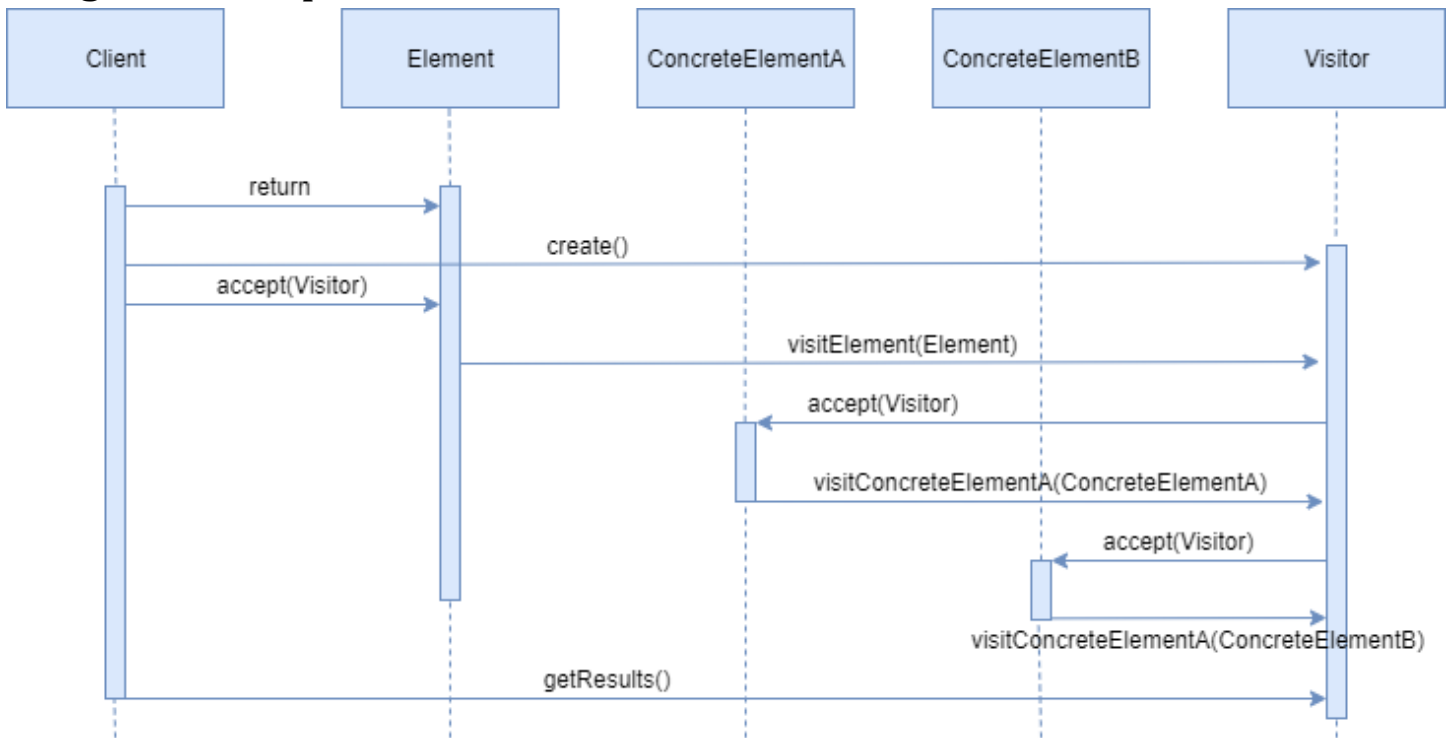 Client
Element
ConcreteElementA
ConcreteElementB
Visitor
return
create()
accept(Visitor)
visitElement(Element)
accept(Visitor)
visitConcreteElementA(ConcreteElementA)
accept(Visitor)
visitConcreteElementA(ConcreteElementB)
getResults()